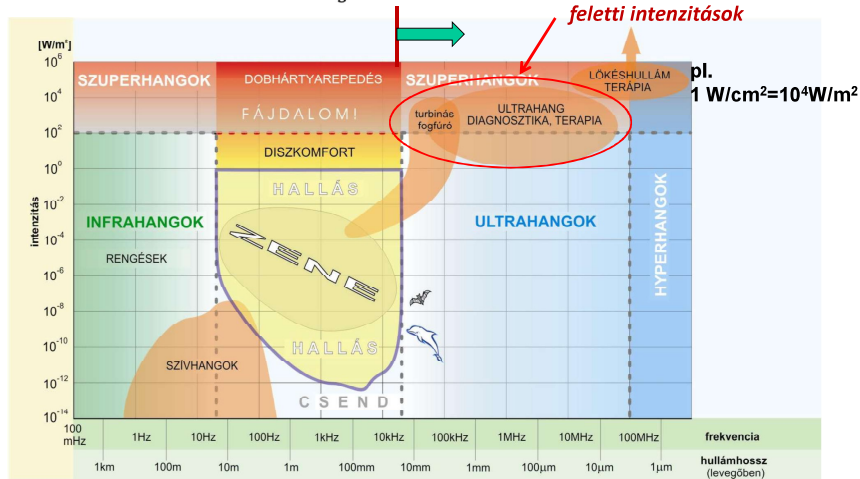 feletti intenzitások
[W/m²]
10⁶
10⁴
10²
10⁰
10⁻²
10⁻⁴
10⁻⁶
10⁻⁸
10⁻¹⁰
10⁻¹²
10⁻¹⁴
intenzitás
SZUPERHANGOK
DOBHÁRTYAREPEDÉS
SZUPERHANGOK
LÖKÉSHULLÁM
TERÁPIA
pl.
1 W/cm²=10⁴W/m²
FÁJDALOM!
turbinás
fogfúró
ULTRAHANG
DIAGNOSZTIKA, TERAPIA
DISZKOMFORT
HALLÁS
INFRAHANGOK
ULTRAHANGOK
HYPERHANGOK
RENGÉSEK
ZENE
HALLÁS
SZÍVHANGOK
CSEND
100 mHz 1Hz 10Hz 100Hz 1kHz 10kHz 100kHz 1MHz 10MHz 100MHz frekvencia
1km 100m 10m 1m 100mm 10mm 1mm 100µm 10µm 1µm hullámhossz
(levegőben)